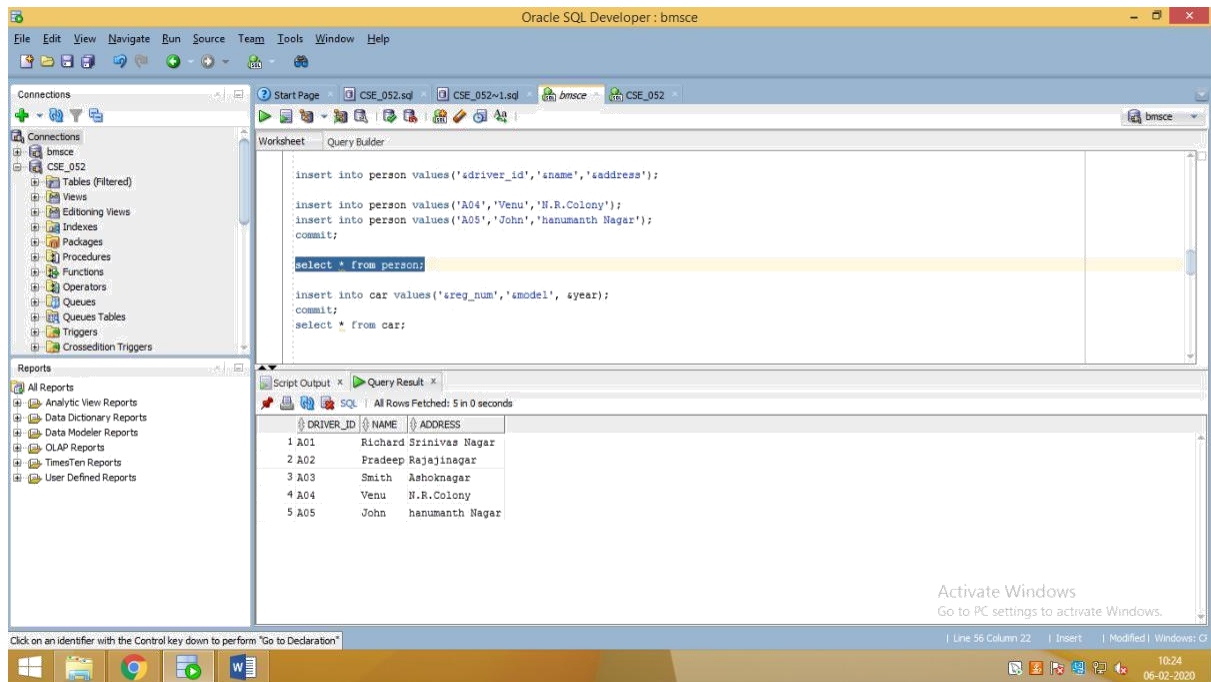 Oracle SQL Developer : bmsce
File Edit View Navigate Run Source Team Tools Window Help
Connections
Connections
bmsce
CSE_052
Tables (Filtered)
Views
Editioning Views
Indexes
Packages
Procedures
Functions
Operators
Queues
Queues Tables
Triggers
Crossedition Triggers
Reports
All Reports
Analytic View Reports
Data Dictionary Reports
Data Modeler Reports
OLAP Reports
TimesTen Reports
User Defined Reports
Start Page CSE_052.sql CSE_052~1.sql bmsce CSE_052
bmsce
Worksheet Query Builder
insert into person values('&driver_id','&name','&address');
insert into person values('A04','Venu','N.R.Colony');
insert into person values('A05','John','hanumanth Nagar');
commit;
select * from person;
insert into car values('&reg_num','&model', &year);
commit;
select * from car;
Script Output x Query Result x
SQL | All Rows Fetched: 5 in 0 seconds
DRIVER_ID NAME ADDRESS
1 A01 Richard Srinivas Nagar
2 A02 Pradeep Rajajinagar
3 A03 Smith Ashoknagar
4 A04 Venu N.R.Colony
5 A05 John hanumanth Nagar
Activate Windows
Go to PC settings to activate Windows.
Click on an identifier with the Control key down to perform "Go to Declaration"
| Line 56 Column 22 | Insert | Modified | Windows:
10:24
06-02-2020